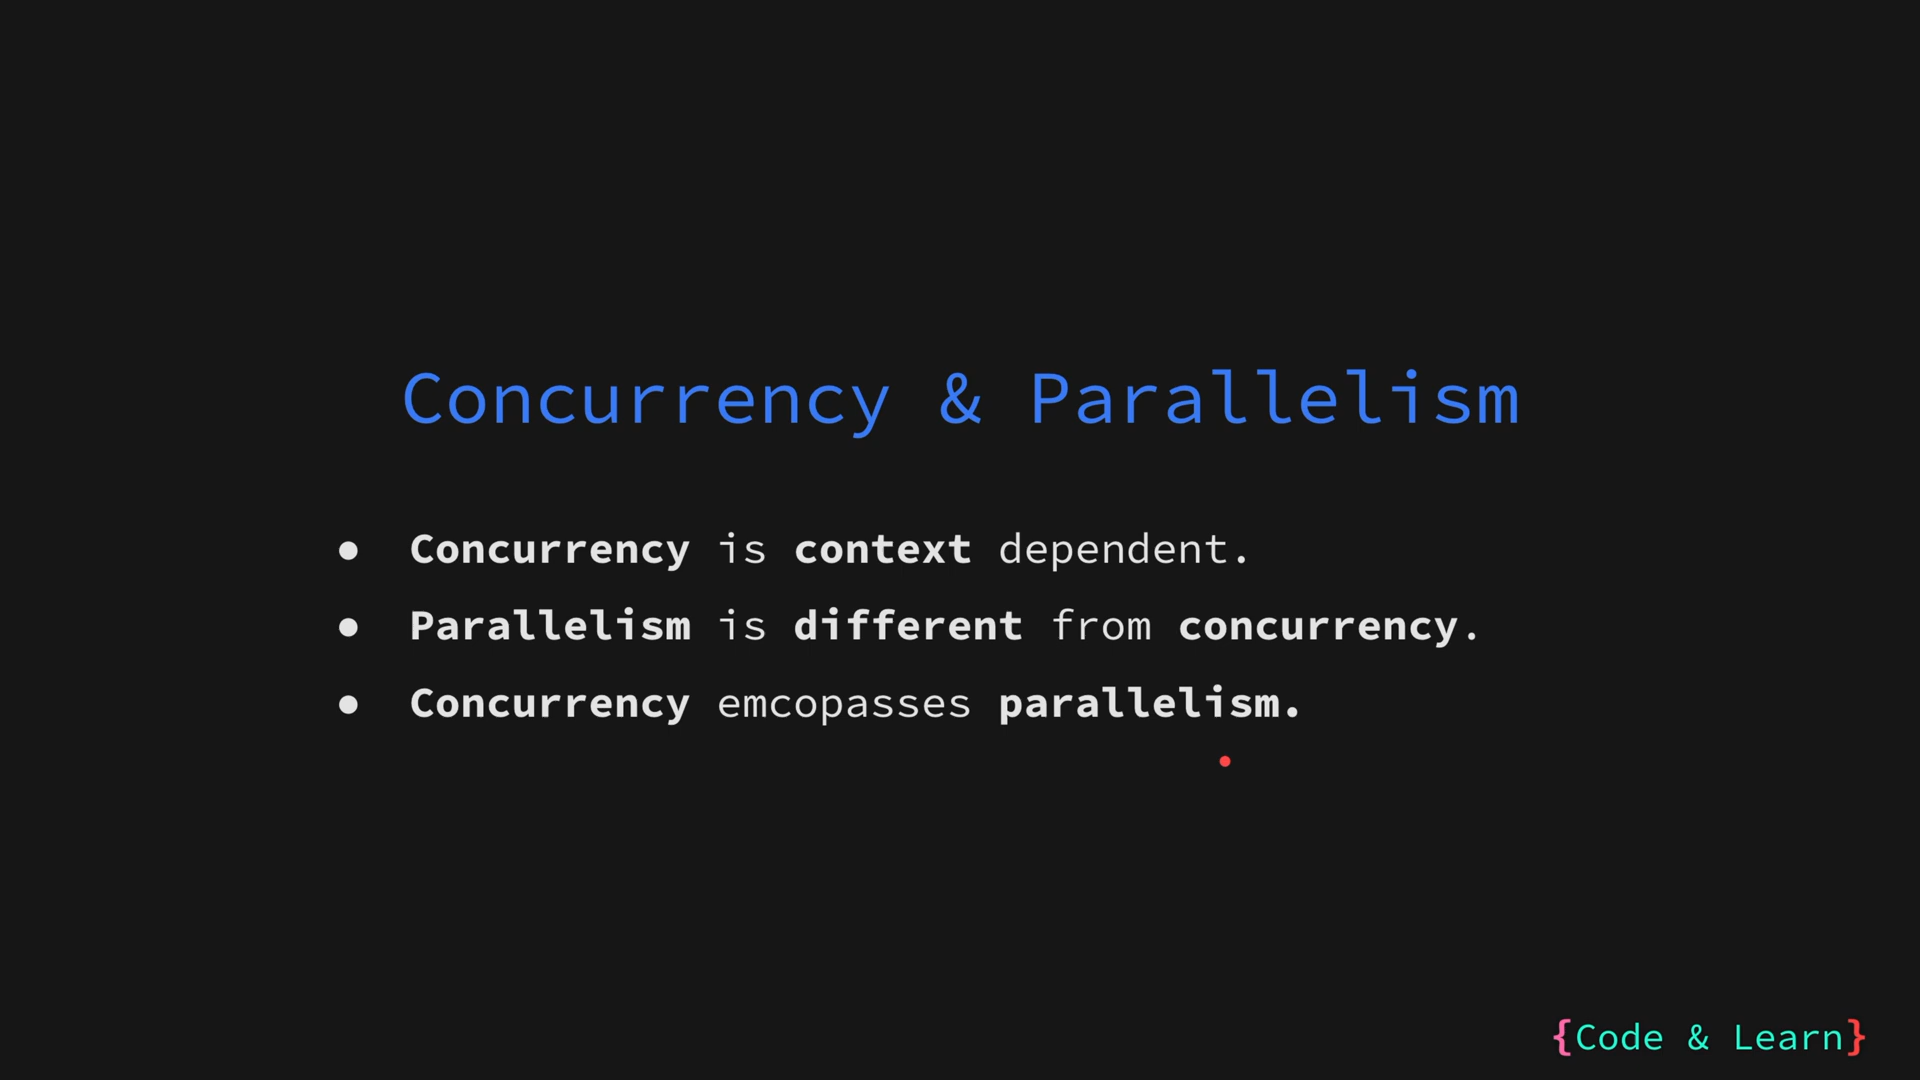 Concurrency & Parallelism
● Concurrency is context dependent.
● Parallelism is different from concurrency.
● Concurrency emcopasses parallelism.
{Code & Learn}